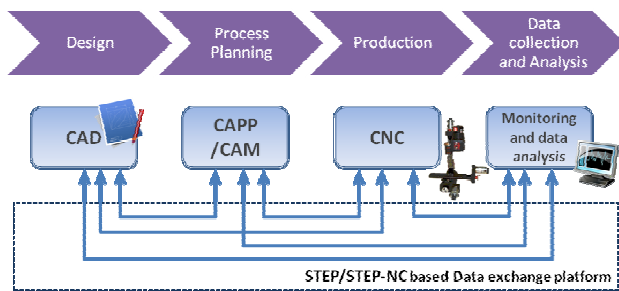 Design
Process
Planning
Production
Data
collection
and Analysis
CAD
CAPP
/CAM
CNC
Monitoring
and data
analysis
STEP/STEP-NC based Data exchange platform